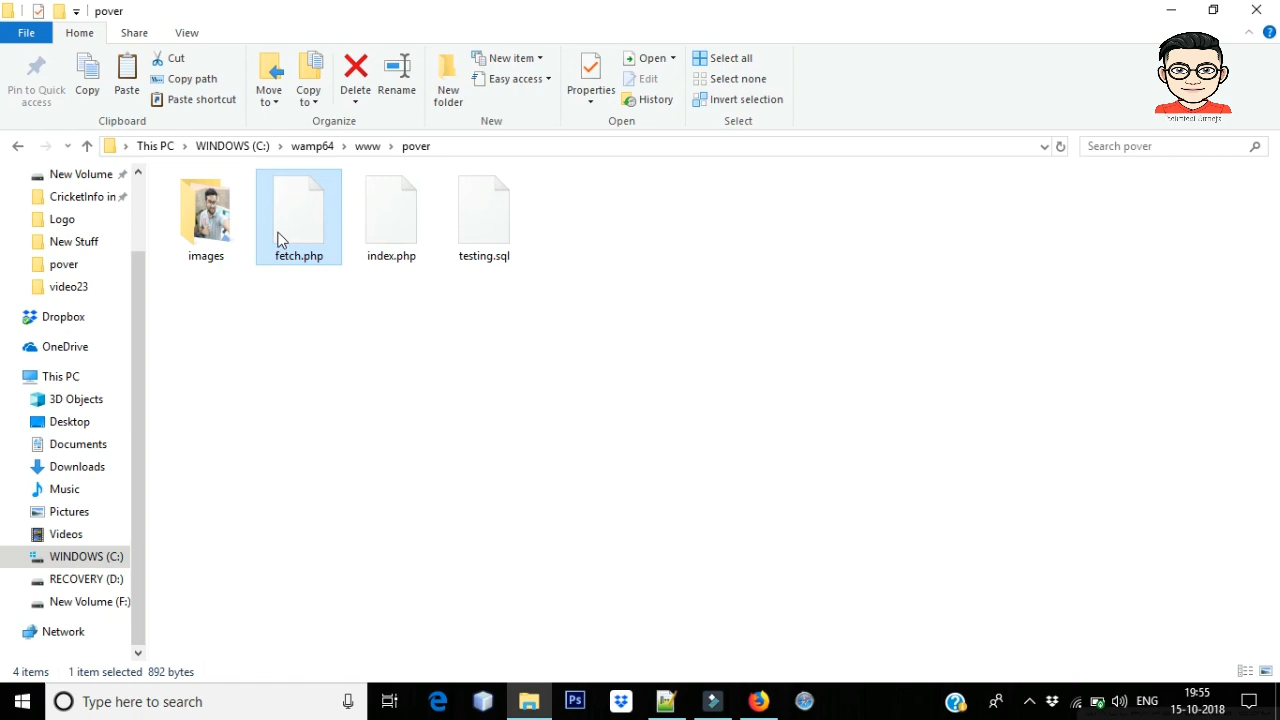 pover
File Home Share View
Pin to Quick access
Copy
Paste
Cut
Copy path
Paste shortcut
Clipboard
Move to
Copy to
Delete
Rename
Organize
New folder
New item
Easy access
New
Properties
Open
Edit
History
Open
Select all
Select none
Invert selection
Select
This PC WINDOWS (C:) wamp64 www pover
Search pover
New Volume
CricketInfo in
Logo
New Stuff
pover
video23
Dropbox
OneDrive
This PC
3D Objects
Desktop
Documents
Downloads
Music
Pictures
Videos
WINDOWS (C:)
RECOVERY (D:)
New Volume (F:)
Network
images
fetch.php
index.php
testing.sql
4 items 1 item selected 892 bytes
Type here to search
Ps
ENG
19:55
15-10-2018